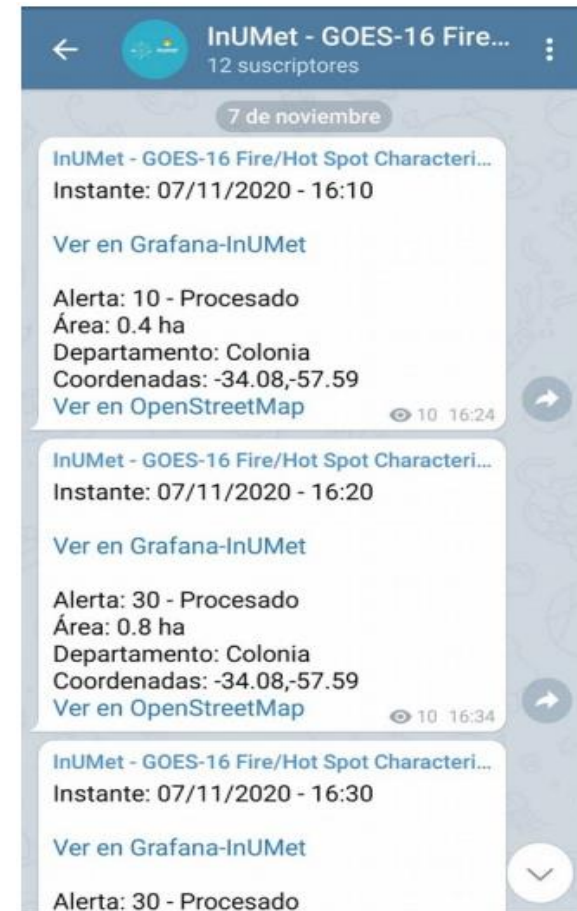 InUMet - GOES-16 Fire...
12 suscriptores
7 de noviembre
InUMet - GOES-16 Fire/Hot Spot Characteri...
Instante: 07/11/2020 - 16:10
Ver en Grafana-InUMet
Alerta: 10 - Procesado
Área: 0.4 ha
Departamento: Colonia
Coordenadas: -34.08,-57.59
Ver en OpenStreetMap
10 16:24
InUMet - GOES-16 Fire/Hot Spot Characteri...
Instante: 07/11/2020 - 16:20
Ver en Grafana-InUMet
Alerta: 30 - Procesado
Área: 0.8 ha
Departamento: Colonia
Coordenadas: -34.08,-57.59
Ver en OpenStreetMap
10 16:34
InUMet - GOES-16 Fire/Hot Spot Characteri...
Instante: 07/11/2020 - 16:30
Ver en Grafana-InUMet
Alerta: 30 - Procesado